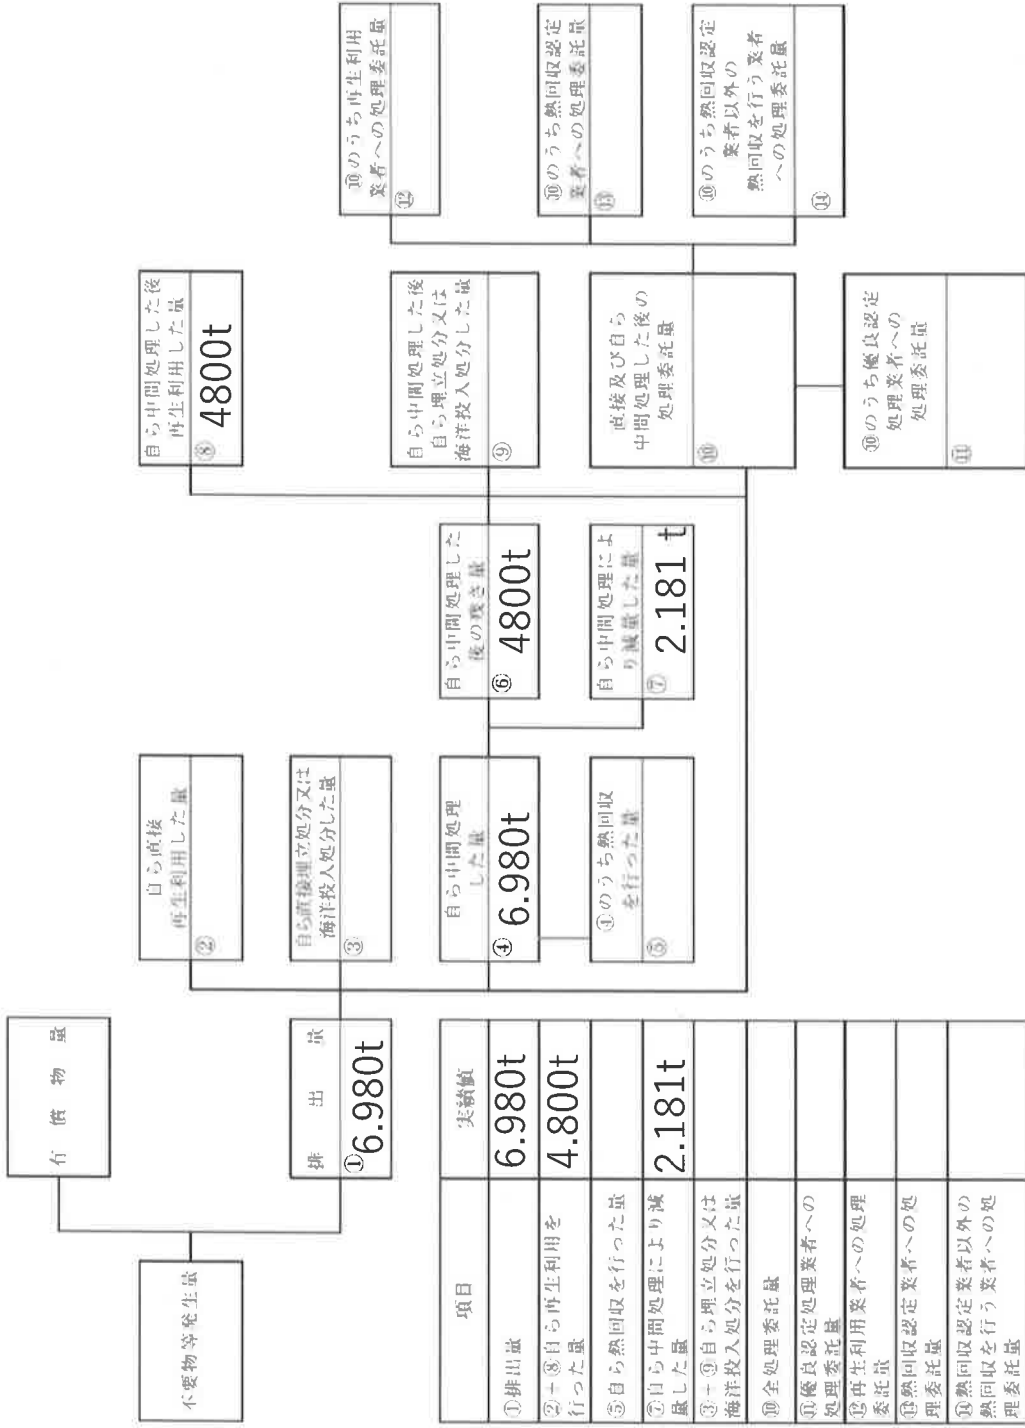 不要物等発生量
有償物量
排出量
①6.980t
自ら直接
再生利用した量
②
自ら直接埋立処分又は
海洋投入処分した量
③
自ら中間処理
した量
④ 6.980t
④のうち熱回収
を行った量
⑤
自ら中間処理した
後の残さ量
⑥ 4800t
自ら中間処理によ
り減量した量
⑦ 2.181 t
自ら中間処理した後
再生利用した量
⑧ 4800t
自ら中間処理した後
自ら埋立処分又は
海洋投入処分した量
⑨
直接及び自ら
中間処理した後の
処理委託量
⑩
⑩のうち優良認定
処理業者への
処理委託量
⑪
⑩のうち再生利用
業者への処理委託量
⑫
⑩のうち熱回収認定
業者への処理委託量
⑬
⑩のうち熱回収認定
業者以外の
熱回収を行う業者
への処理委託量
⑭
項目 実績値
①排出量 6.980t
②+⑧自ら再生利用を
行った量 4.800t
⑤自ら熱回収を行った量
⑦自ら中間処理により減
量した量 2.181t
③+⑨自ら埋立処分又は
海洋投入処分を行った量
⑩全処理委託量
⑪優良認定処理業者への
処理委託量
⑫再生利用業者への処理
委託量
⑬熱回収認定業者への処
理委託量
⑭熱回収認定業者以外の
熱回収を行う業者への処
理委託量